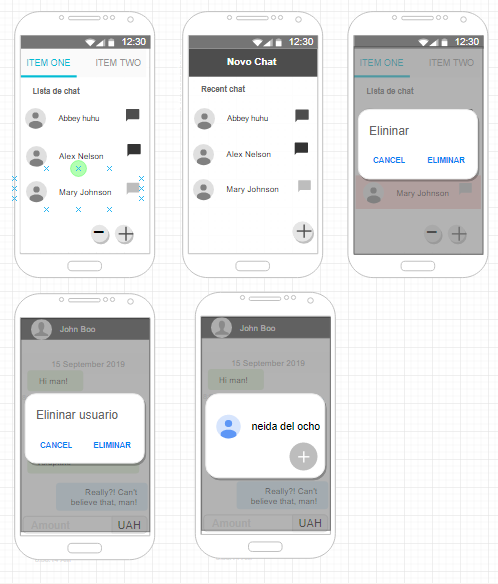 12:30
ITEM ONE
ITEM TWO
Lista de chat
Abbey huhu
Alex Nelson
Mary Johnson
12:30
Novo Chat
Recent chat
Abbey huhu
Alex Nelson
Mary Johnson
12:30
ITEM ONE
ITEM TWO
Lista de chat
Elininar
CANCEL
ELIMINAR
Mary Johnson
John Boo
15 September 2019
Hi man!
Elininar usuario
CANCEL
ELIMINAR
Really?! Can't
believe that, man!
Amount
UAH
John Boo
15 September 2019
Hi man!
neida del ocho
Really?! Can't
believe that, man!
Amount
UAH